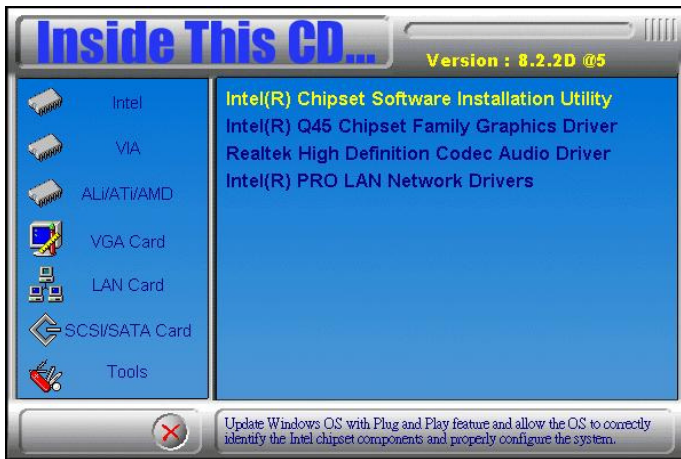 Inside This CD...
Version : 8.2.2D @5
Intel
VIA
ALi/ATi/AMD
VGA Card
LAN Card
SCSI/SATA Card
Tools
Intel(R) Chipset Software Installation Utility
Intel(R) Q45 Chipset Family Graphics Driver
Realtek High Definition Codec Audio Driver
Intel(R) PRO LAN Network Drivers
Update Windows OS with Plug and Play feature and allow the OS to correctly
identify the Intel chipset components and properly configure the system.